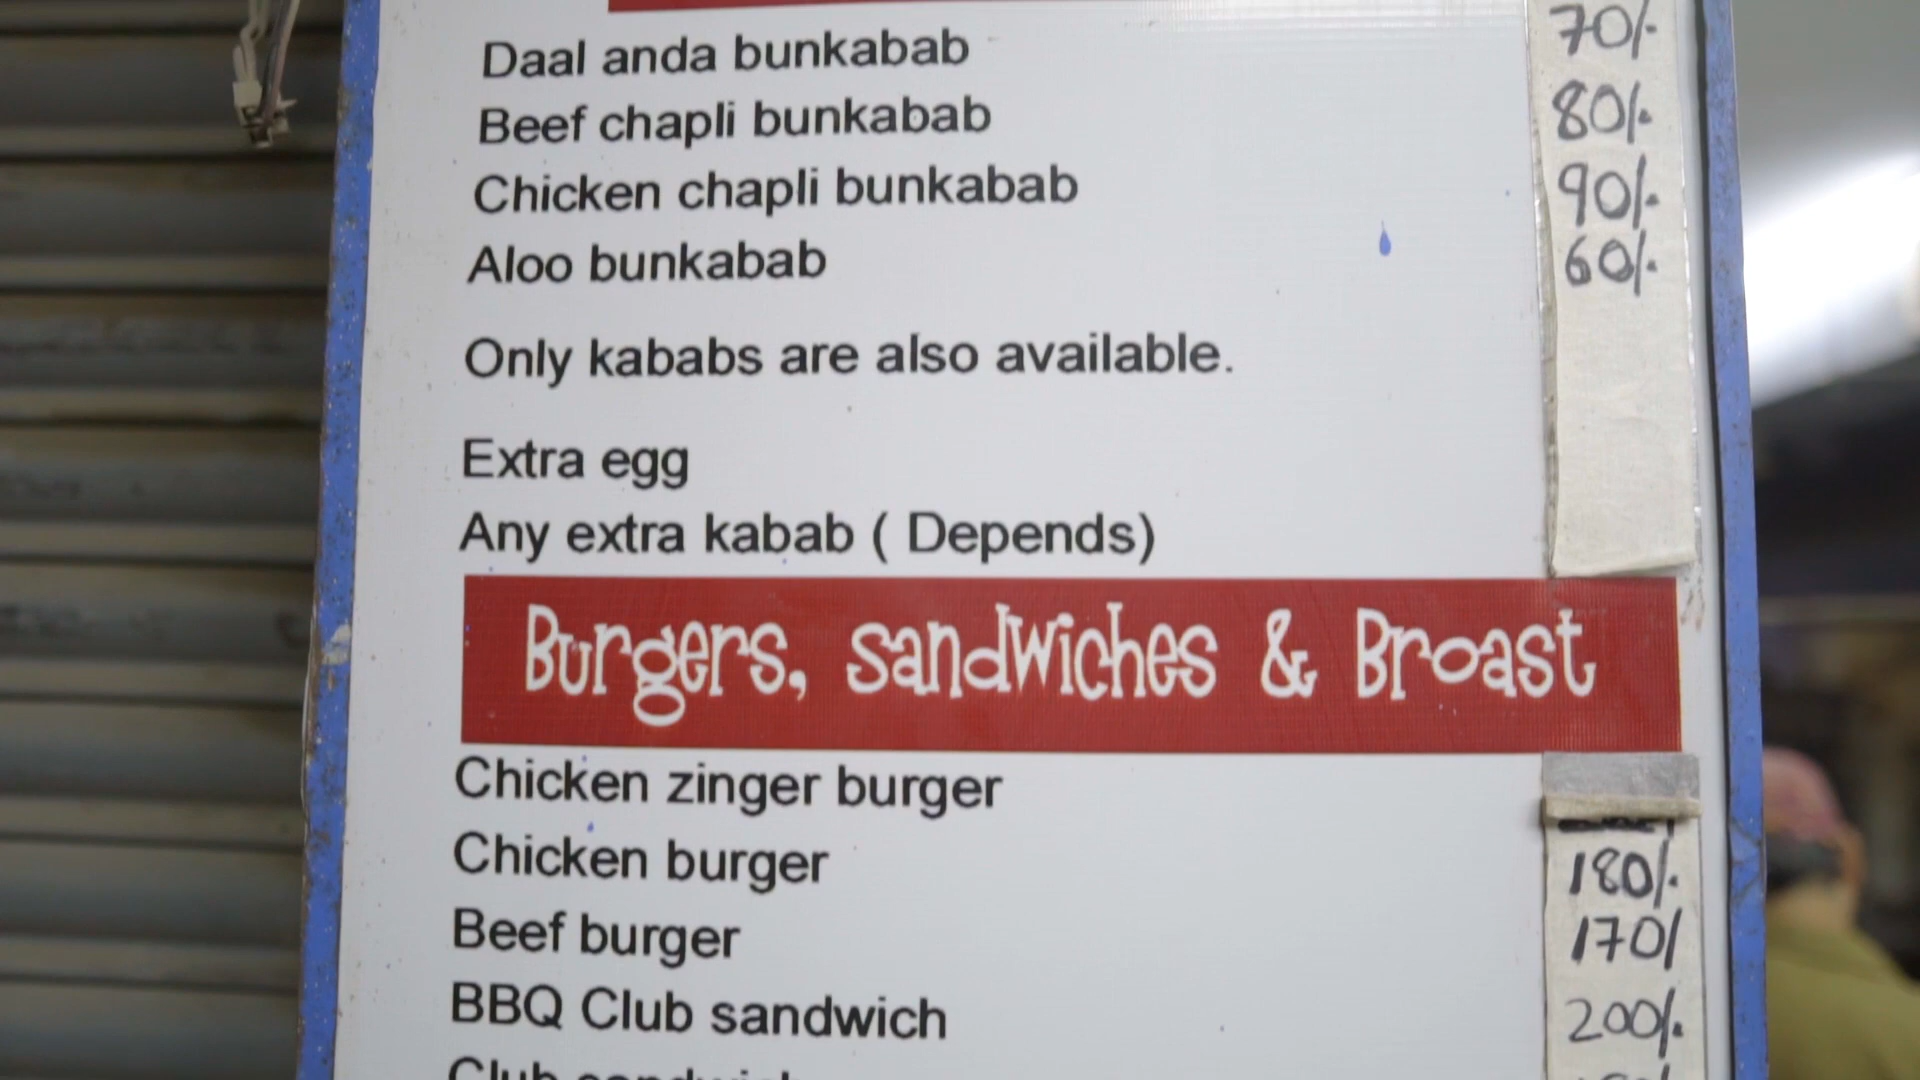 Daal anda bunkabab 70/-
Beef chapli bunkabab 80/-
Chicken chapli bunkabab 90/-
Aloo bunkabab 60/-
Only kababs are also available.
Extra egg
Any extra kabab ( Depends)
Burgers, Sandwiches & Broast
Chicken zinger burger
Chicken burger 180/-
Beef burger 170/
BBQ Club sandwich 200/-
Club sandwich